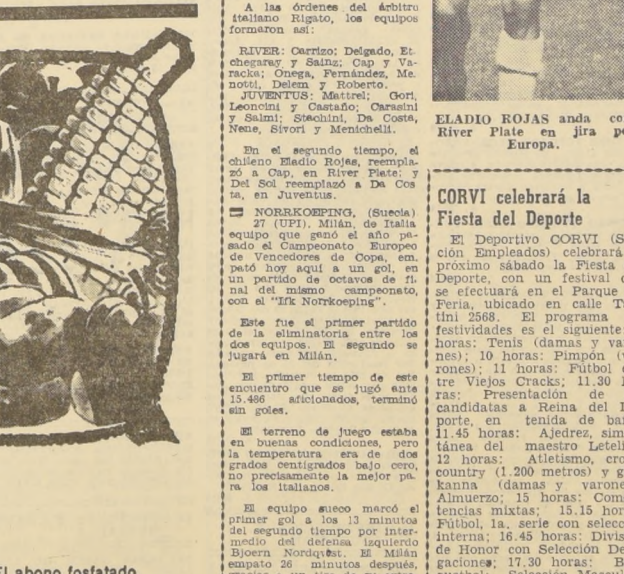 A las órdenes del árbitro
italiano Rigato, los equipos
formaron así:
RIVER: Carrizo; Delgado, Et.
chegaray y Sainz; Cap y Va-
racka; Onega, Fernández, Me.
notti, Delem y Roberto.
JUVENTUS: Mattrel; Gori,
Leoncini y Castaño; Carasini
y Salmi; Stachini, Da Costa,
Nene, Sívori y Menichelli.
En el segundo tiempo, el
chileno Eladio Rojas, reempla-
zó a Cap, en River Plate; y
Del Sol reemplazó a Da Cos
ta, en Juventus.
NORRKOEPING, (Suecia)
27 (UPI), Milán, de Italia
equipo que ganó el año pa-
sado el Campeonato Europeo
de Vencedores de Copa, em.
pató hoy aquí a un gol, en
un partido de octavos de fi.
nal del mismo campeonato,
con el "Ifk Norrkoeping".
Este fue el primer partido
de la eliminatoria entre los
dos equipos. El segundo se
jugará en Milán.
El primer tiempo de este
encuentro que se jugó ante
15.486 aficionados, terminó
sin goles.
El terreno de juego estaba
en buenas condiciones, pero
la temperatura era de dos
grados centígrados bajo cero,
no precisamente la mejor pa-
ra los italianos.
El equipo sueco marcó el
primer gol a los 13 minutos
del segundo tiempo por inter-
medio del defensa izquierdo
Bjoern Nordqvist. El Milán
empató 26 minutos después,
ELADIO ROJAS anda co
River Plate en jira po
Europa.
CORVI celebrará la
Fiesta del Deporte
El Deportivo CORVI (S
ción Empleados) celebrará
próximo sábado la Fiesta
Deporte, con un festival
se efectuará en el Parque
Feria, ubicado en calle T
tini 2568. El programa
festividades es el siguiente:
horas: Tenis (damas y va
nes); 10 horas: Pimpón (v
rones); 11 horas: Fútbol e
tre Viejos Cracks; 11.30 h
ras: Presentación de
candidatas a Reina del D
porte, en tenida de ba
11.45 horas: Ajedrez, sim
tánea del maestro Leteli
12 horas: Atletismo, cro
country (1.200 metros) y g
kanna (damas y varone
Almuerzo; 15 horas: Com
tencias mixtas; 15.15 hor
Fútbol, 1a. serie con selecc
interna; 16.45 horas: Divis
de Honor con Selección De
gaciones; 17.30 horas: B
El abono fosfatado